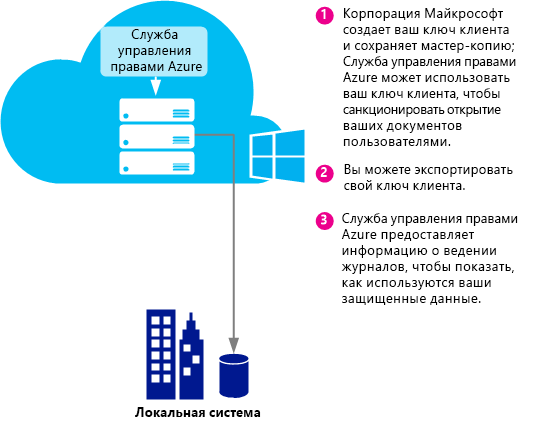 Служба
управления
правами Azure
1 Корпорация Майкрософт
создает ваш ключ клиента
и сохраняет мастер-копию;
Служба управления правами
Azure может использовать
ваш ключ клиента, чтобы
санкционировать открытие
ваших документов
пользователями.
2 Вы можете экспортировать
свой ключ клиента.
3 Служба управления правами
Azure предоставляет
информацию о ведении
журналов, чтобы показать,
как используются ваши
защищенные данные.
Локальная система